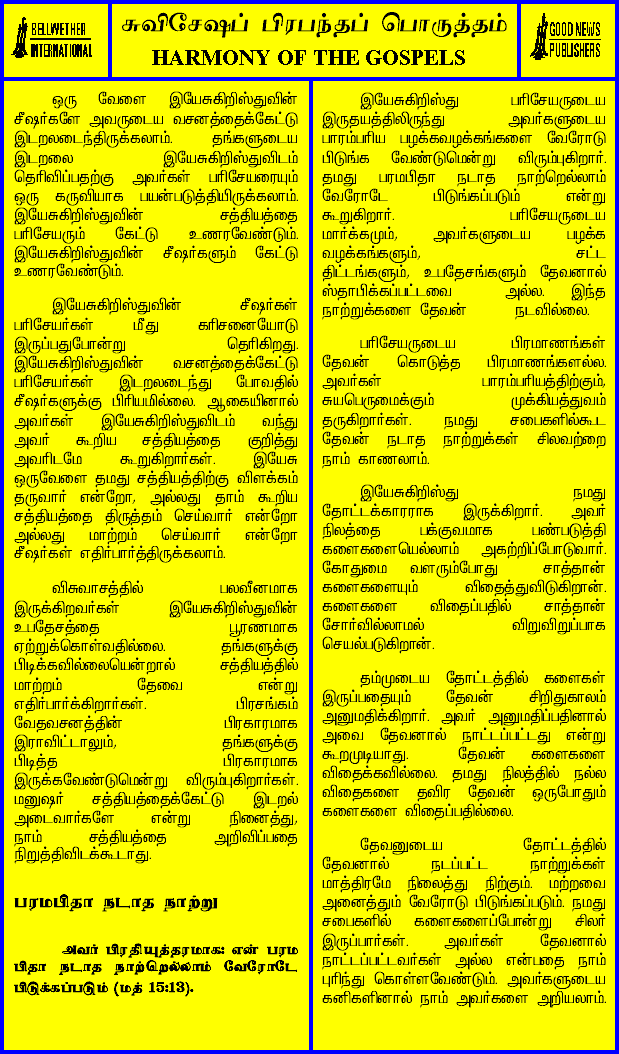 BELLWETHER
INTERNATIONAL
சுவிசேஷப் பிரபந்தப் பொருத்தம்
HARMONY OF THE GOSPELS
GOOD NEWS
PUBLISHERS
ஒரு வேளை இயேசுகிறிஸ்துவின்
சீஷர்களே அவருடைய வசனத்தைக்கேட்டு
இடறலடைந்திருக்கலாம். தங்களுடைய
இடறலை இயேசுகிறிஸ்துவிடம்
தெரிவிப்பதற்கு அவர்கள் பரிசேயரையும்
ஒரு கருவியாக பயன்படுத்தியிருக்கலாம்.
இயேசுகிறிஸ்துவின் சத்தியத்தை
பரிசேயரும் கேட்டு உணரவேண்டும்.
இயேசுகிறிஸ்துவின் சீஷர்களும் கேட்டு
உணரவேண்டும்.
இயேசுகிறிஸ்துவின் சீஷர்கள்
பரிசேயர்கள் மீது கரிசனையோடு
இருப்பதுபோன்று தெரிகிறது.
இயேசுகிறிஸ்துவின் வசனத்தைக்கேட்டு
பரிசேயர்கள் இடறலடைந்து போவதில்
சீஷர்களுக்கு பிரியமில்லை. ஆகையினால்
அவர்கள் இயேசுகிறிஸ்துவிடம் வந்து
அவர் கூறிய சத்தியத்தை குறித்து
அவரிடமே கூறுகிறார்கள். இயேசு
ஒருவேளை தமது சத்தியத்திற்கு விளக்கம்
தருவார் என்றோ, அல்லது தாம் கூறிய
சத்தியத்தை திருத்தம் செய்வார் என்றோ
அல்லது மாற்றம் செய்வார் என்றோ
சீஷர்கள் எதிர்பார்த்திருக்கலாம்.
விசுவாசத்தில் பலவீனமாக
இருக்கிறவர்கள் இயேசுகிறிஸ்துவின்
உபதேசத்தை பூரணமாக
ஏற்றுக்கொள்வதில்லை. தங்களுக்கு
பிடிக்கவில்லையென்றால் சத்தியத்தில்
மாற்றம் தேவை என்று
எதிர்பார்க்கிறார்கள். பிரசங்கம்
வேதவசனத்தின் பிரகாரமாக
இராவிட்டாலும், தங்களுக்கு
பிடித்த பிரகாரமாக
இருக்கவேண்டுமென்று விரும்புகிறார்கள்.
மனுஷர் சத்தியத்தைக்கேட்டு இடறல்
அடைவார்களே என்று நினைத்து,
நாம் சத்தியத்தை அறிவிப்பதை
நிறுத்திவிடக்கூடாது.
பரமபிதா நடாத நாற்று
அவர் பிரதியுத்தரமாக: என் பரம
பிதா நடாத நாற்றெல்லாம் வேரோடே
பிடுக்கப்படும் (மத் 15:13).
இயேசுகிறிஸ்து பரிசேயருடைய
இருதயத்திலிருந்து அவர்களுடைய
பாரம்பரிய பழக்கவழக்கங்களை வேரோடு
பிடுங்க வேண்டுமென்று விரும்புகிறார்.
தமது பரமபிதா நடாத நாற்றெல்லாம்
வேரோடே பிடுங்கப்படும் என்று
கூறுகிறார். பரிசேயருடைய
மார்க்கமும், அவர்களுடைய பழக்க
வழக்கங்களும், சட்ட
திட்டங்களும், உபதேசங்களும் தேவனால்
ஸ்தாபிக்கப்பட்டவை அல்ல. இந்த
நாற்றுக்களை தேவன் நடவில்லை.
பரிசேயருடைய பிரமாணங்கள்
தேவன் கொடுத்த பிரமாணங்களல்ல.
அவர்கள் பாரம்பரியத்திற்கும்,
சுயபெருமைக்கும் முக்கியத்துவம்
தருகிறார்கள். நமது சபைகளில்கூட
தேவன் நடாத நாற்றுக்கள் சிலவற்றை
நாம் காணலாம்.
இயேசுகிறிஸ்து நமது
தோட்டக்காரராக இருக்கிறார். அவர்
நிலத்தை பக்குவமாக பண்படுத்தி
களைகளையெல்லாம் அகற்றிப்போடுவார்.
கோதுமை வளரும்போது சாத்தான்
களைகளையும் விதைத்துவிடுகிறான்.
களைகளை விதைப்பதில் சாத்தான்
சோர்வில்லாமல் விறுவிறுப்பாக
செயல்படுகிறான்.
தம்முடைய தோட்டத்தில் களைகள்
இருப்பதையும் தேவன் சிறிதுகாலம்
அனுமதிக்கிறார். அவர் அனுமதிப்பதினால்
அவை தேவனால் நாட்டப்பட்டது என்று
கூறமுடியாது. தேவன் களைகளை
விதைக்கவில்லை. தமது நிலத்தில் நல்ல
விதைகளை தவிர தேவன் ஒருபோதும்
களைகளை விதைப்பதில்லை.
தேவனுடைய தோட்டத்தில்
தேவனால் நடப்பட்ட நாற்றுக்கள்
மாத்திரமே நிலைத்து நிற்கும். மற்றவை
அனைத்தும் வேரோடு பிடுங்கப்படும். நமது
சபைகளில் களைகளைப்போன்று சிலர்
இருப்பார்கள். அவர்கள் தேவனால்
நாட்டப்பட்டவர்கள் அல்ல என்பதை நாம்
புரிந்து கொள்ளவேண்டும். அவர்களுடைய
கனிகளினால் நாம் அவர்களை அறியலாம்.